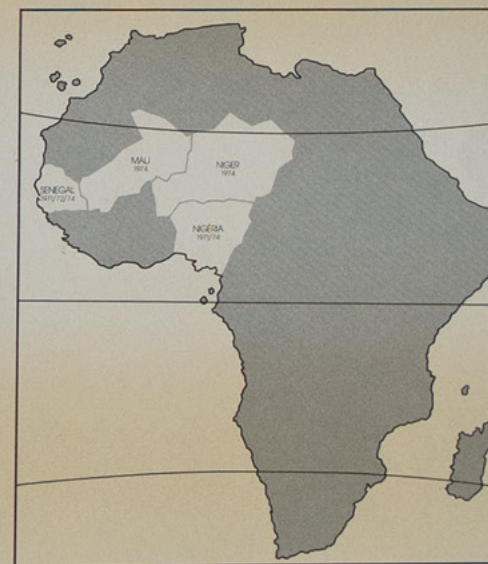 MALI
1974
NIGER
1974
SENEGAL
1971/72/74
NIGÉRIA
1971/74